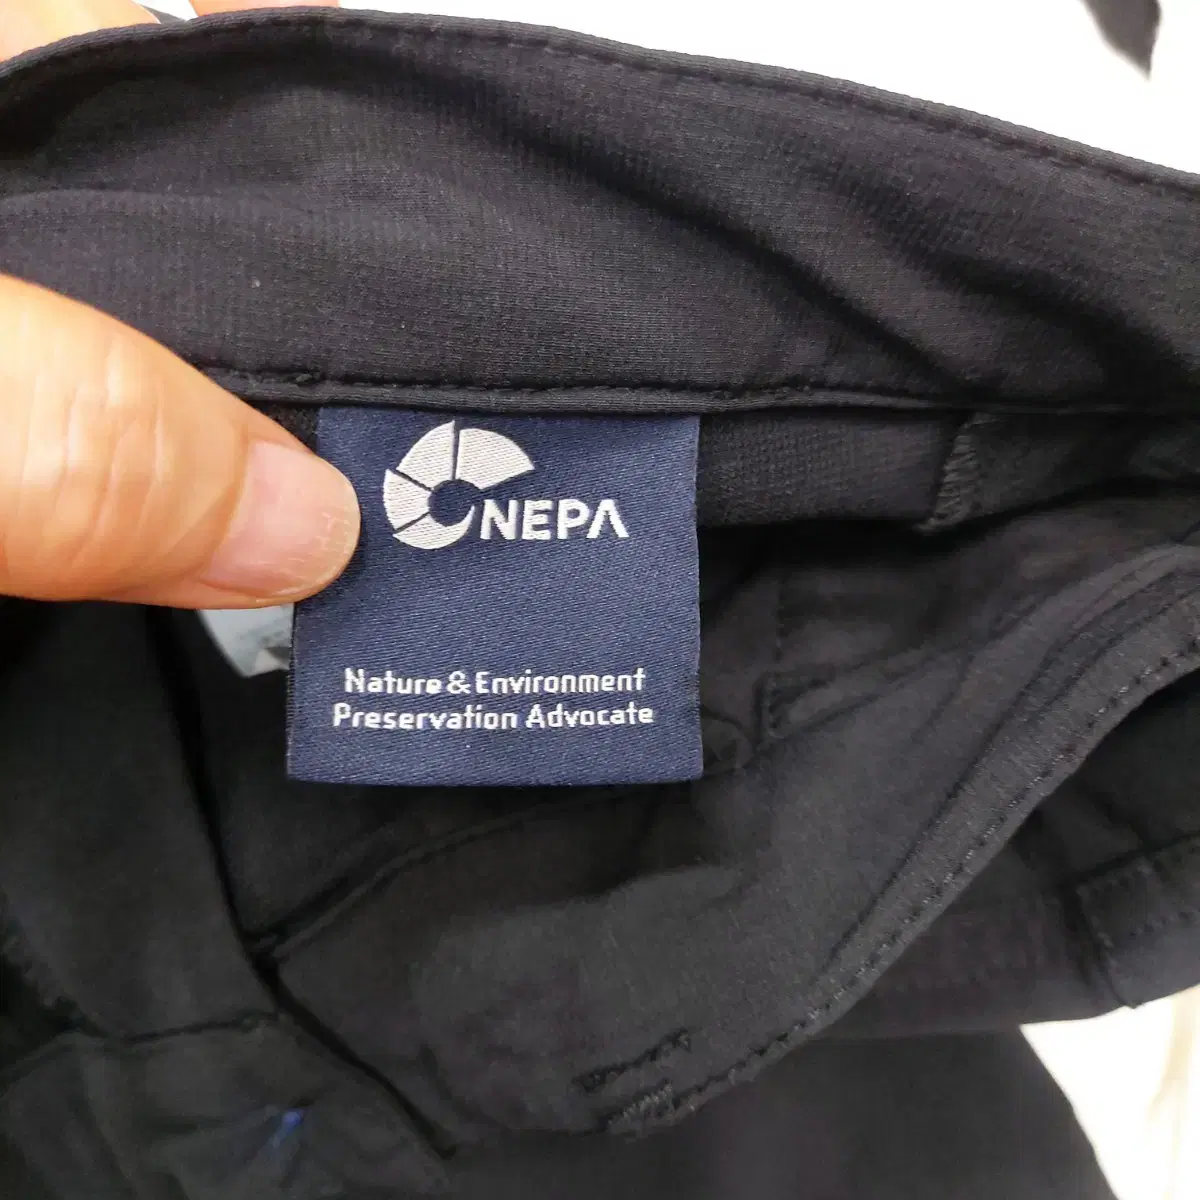 NEPA
Nature & Environment
Preservation Advocate